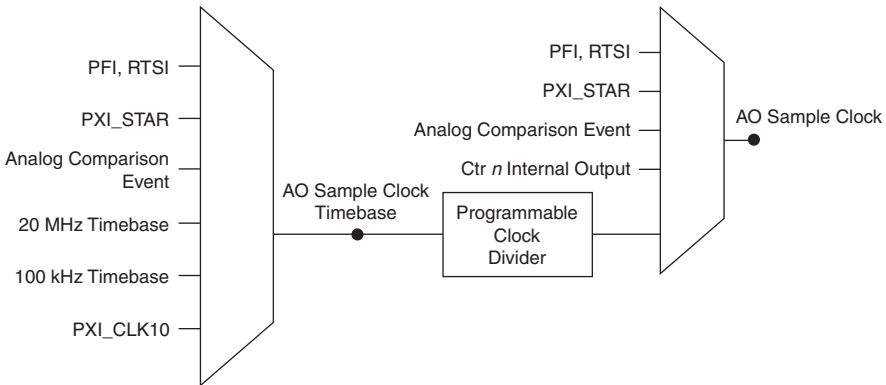 PFI, RTSI
PXI_STAR
Analog Comparison
Event
20 MHz Timebase
100 kHz Timebase
PXI_CLK10
AO Sample Clock
Timebase
Programmable
Clock
Divider
PFI, RTSI
PXI_STAR
Analog Comparison Event
Ctr n Internal Output
AO Sample Clock